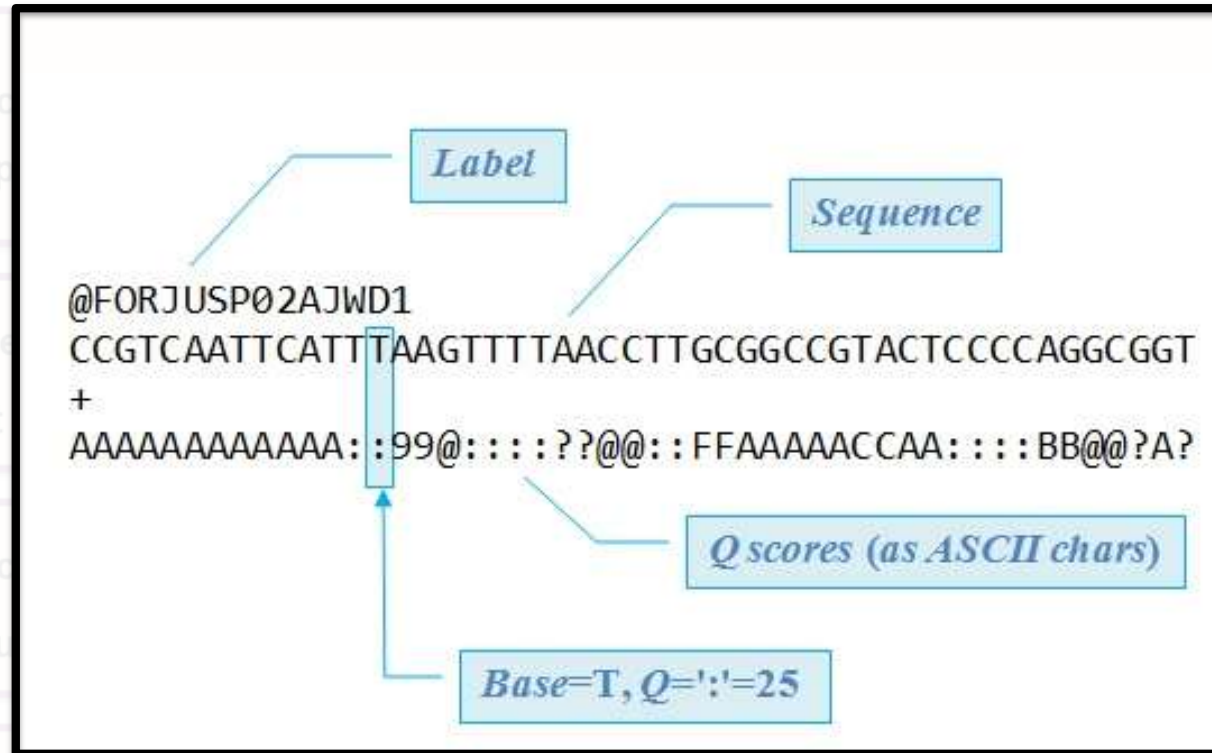 Label
Sequence
@FORJUSP02AJWD1
CCGTCAATTCATTTAAGTTTTAACCTTGCGGCCGTACTCCCCAGGCGGT
+
AAAAAAAAAAAA::99@::::??@@::FFAAAAACCAA::::BB@@?A?
Q scores (as ASCII chars)
Base=T, Q=':'=25